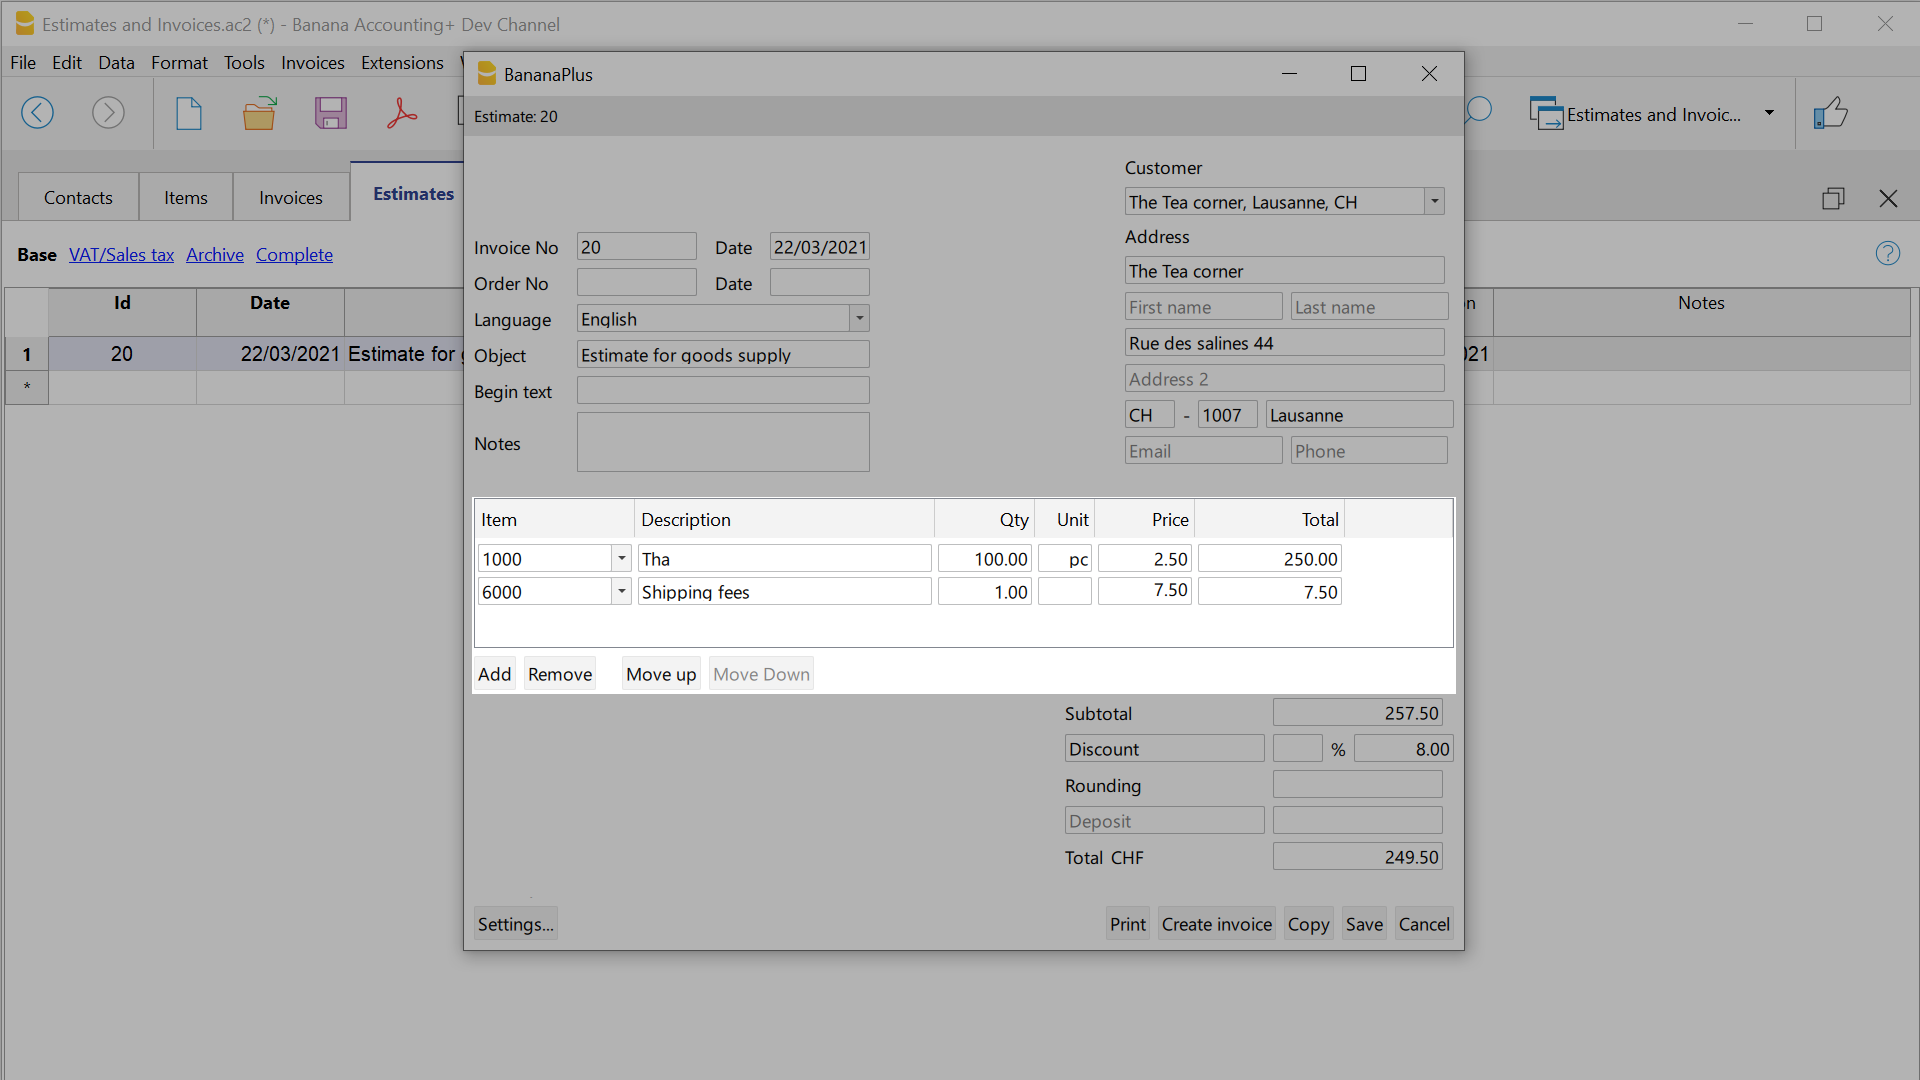 Estimates and Invoices.ac2 (*) - Banana Accounting+ Dev Channel
File Edit Data Format Tools Invoices Extensions
Estimates and Invoic...
Contacts Items Invoices Estimates
Base VAT/Sales tax Archive Complete
Id Date Notes
1 20 22/03/2021 Estimate for
*
BananaPlus
Estimate: 20
Customer
The Tea corner, Lausanne, CH
Address
The Tea corner
First name Last name
Rue des salines 44
Address 2
CH - 1007 Lausanne
Email Phone
Invoice No 20 Date 22/03/2021
Order No Date
Language English
Object Estimate for goods supply
Begin text
Notes
Item Description Qty Unit Price Total
1000 Tha 100.00 pc 2.50 250.00
6000 Shipping fees 1.00 7.50 7.50
Add Remove Move up Move Down
Subtotal 257.50
Discount % 8.00
Rounding
Deposit
Total CHF 249.50
Settings... Print Create invoice Copy Save Cancel